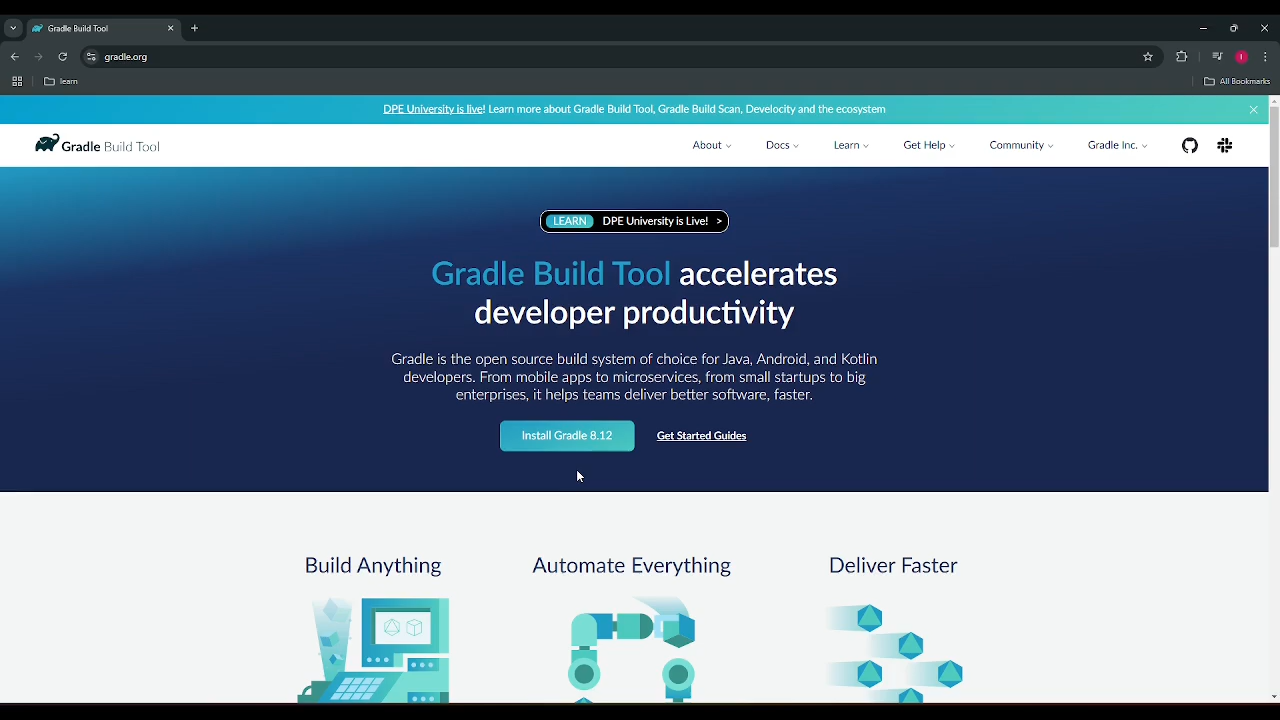 Gradle Build Tool
gradle.org
learn
All Bookmarks
DPE University is live! Learn more about Gradle Build Tool, Gradle Build Scan, Develocity and the ecosystem
Gradle Build Tool
About
Docs
Learn
Get Help
Community
Gradle Inc.
LEARN DPE University is Live! >
Gradle Build Tool accelerates
developer productivity
Gradle is the open source build system of choice for Java, Android, and Kotlin
developers. From mobile apps to microservices, from small startups to big
enterprises, it helps teams deliver better software, faster.
Install Gradle 8.12
Get Started Guides
Build Anything
Automate Everything
Deliver Faster